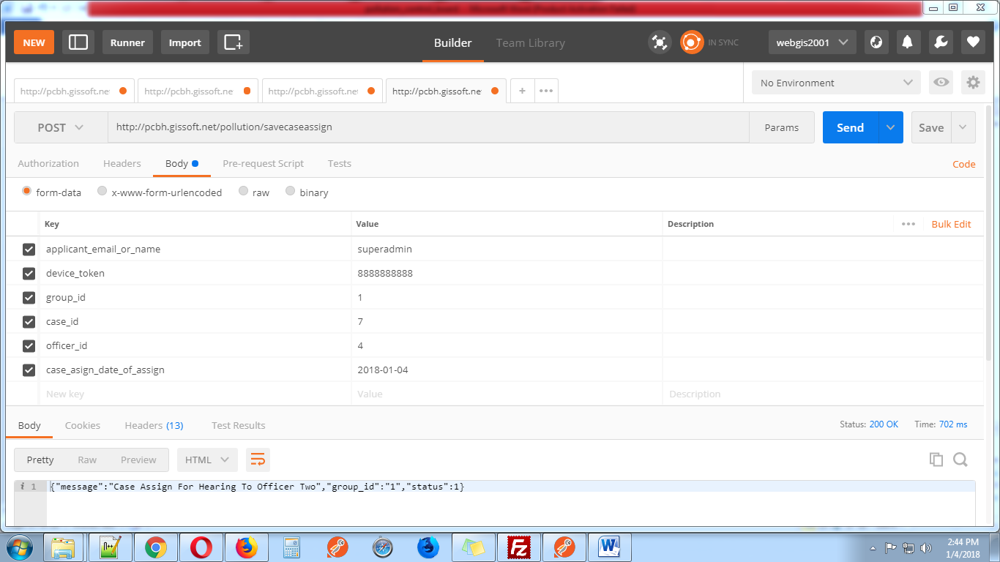 NEW
Runner
Import
Builder
Team Library
IN SYNC
webgis2001
http://pcbh.gissoft.ne
http://pcbh.gissoft.ne
http://pcbh.gissoft.net
http://pcbh.gissoft.ne
+
No Environment
POST
http://pcbh.gissoft.net/pollution/savecaseassign
Params
Send
Save
Authorization
Headers
Body
Pre-request Script
Tests
Code
form-data
x-www-form-urlencoded
raw
binary
Key Value Description Bulk Edit
applicant_email_or_name superadmin
device_token 8888888888
group_id 1
case_id 7
officer_id 4
case_asign_date_of_assign 2018-01-04
New key Value Description
Body Cookies Headers (13) Test Results Status: 200 OK Time: 702 ms
Pretty Raw Preview HTML
i 1 {"message":"Case Assign For Hearing To Officer Two","group_id":"1","status":1}
2:44 PM
1/4/2018